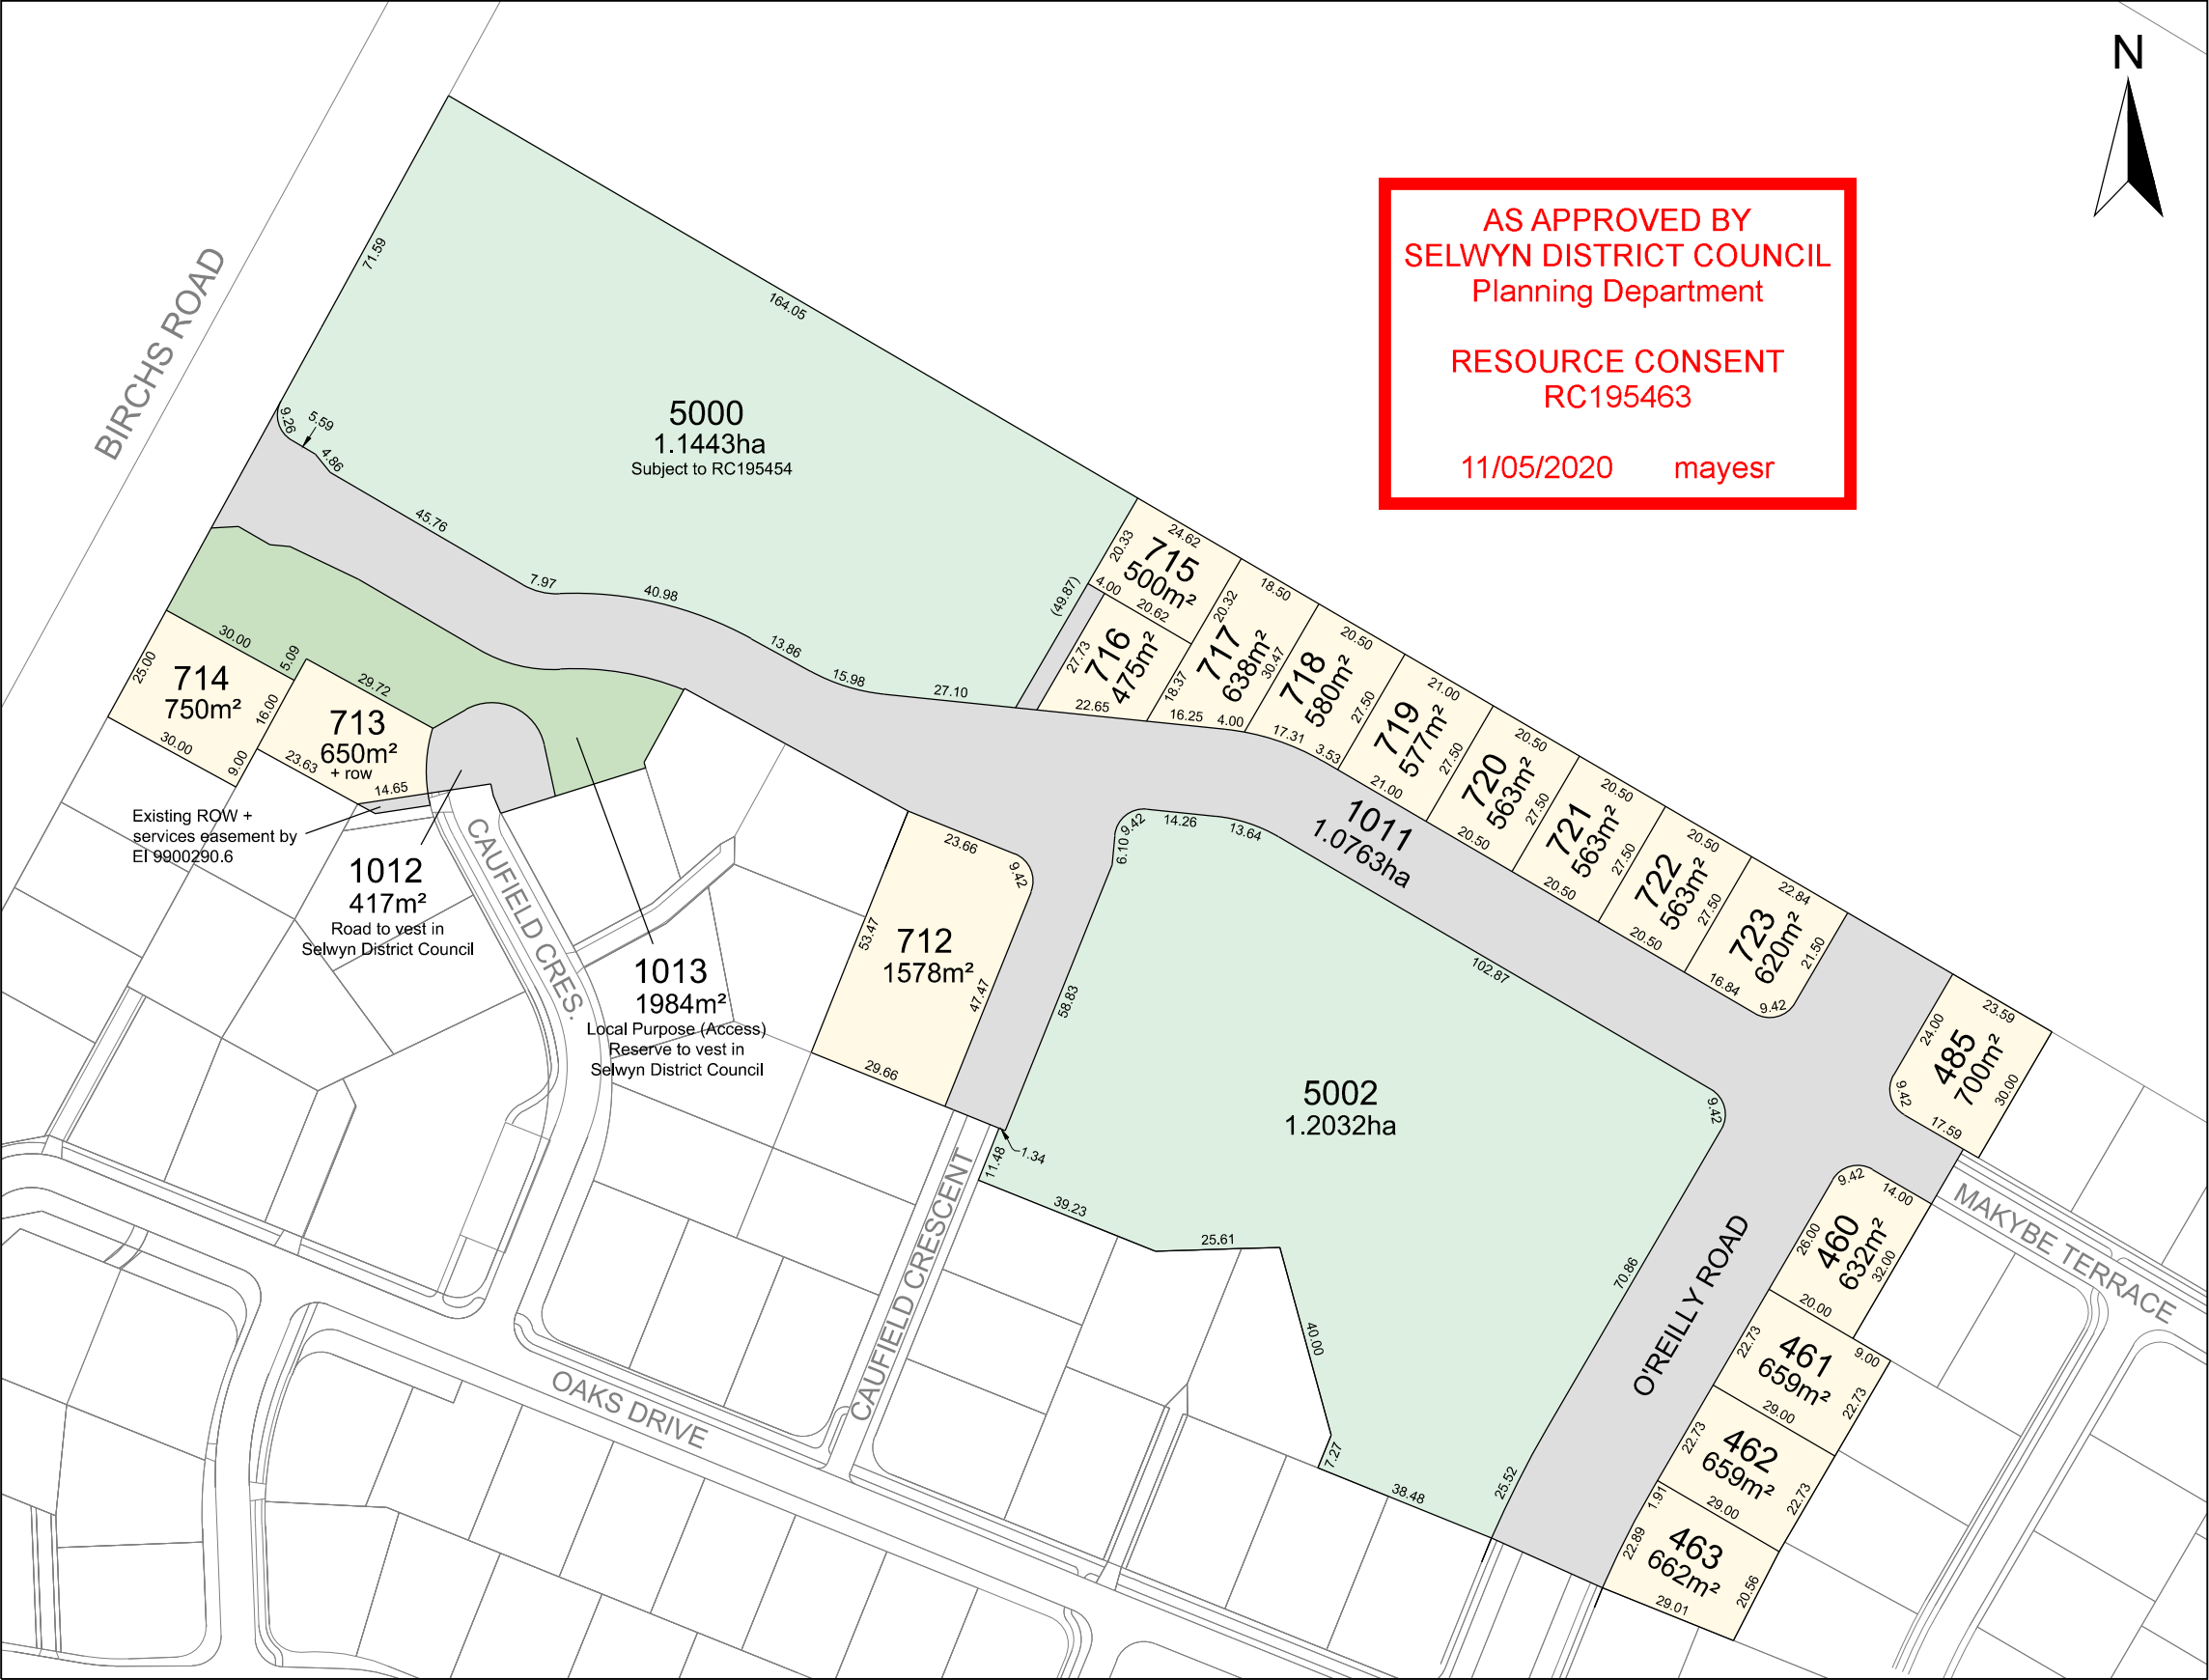 N
AS APPROVED BY
SELWYN DISTRICT COUNCIL
Planning Department
RESOURCE CONSENT
RC195463
11/05/2020 mayesr
BIRCHS ROAD
71.59
164.05
5000
1.1443ha
Subject to RC195454
9.26
5.59
4.86
45.76
7.97
40.98
13.86
15.98
27.10
(49.87)
20.33
24.62
715
500m²
4.00
20.62
27.73
716
475m²
22.65
18.50
20.32
717
638m²
18.37
30.47
16.25
4.00
20.50
718
580m²
27.50
17.31
3.53
21.00
719
577m²
27.50
21.00
20.50
720
563m²
27.50
20.50
20.50
721
563m²
27.50
20.50
20.50
722
563m²
27.50
20.50
22.84
723
620m²
21.50
16.84
9.42
1011
1.0763ha
30.00
25.00
714
750m²
30.00
5.09
16.00
9.00
29.72
713
650m²
+ row
23.63
14.65
Existing ROW +
services easement by
EI 9900290.6
1012
417m²
Road to vest in
Selwyn District Council
CAUFIELD CRES.
1013
1984m²
Local Purpose (Access)
Reserve to vest in
Selwyn District Council
23.66
9.42
53.47
712
1578m²
47.47
29.66
6.10
9.42
14.26
13.64
102.87
58.83
5002
1.2032ha
9.42
11.48
1.34
39.23
25.61
40.00
7.27
38.48
25.52
70.86
O'REILLY ROAD
23.59
24.00
485
700m²
30.00
9.42
17.59
MAKYBE TERRACE
9.42
14.00
26.00
460
632m²
32.00
20.00
22.73
461
659m²
9.00
22.73
29.00
22.73
462
659m²
22.73
29.00
1.91
22.89
463
662m²
20.56
29.01
CAUFIELD CRESCENT
OAKS DRIVE